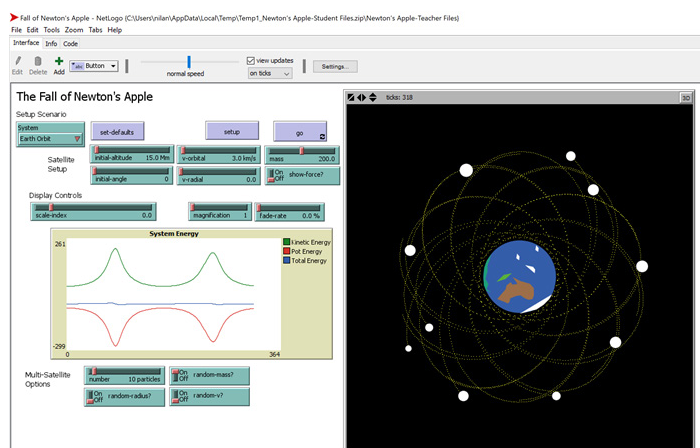 Fall of Newton's Apple - NetLogo (C:\Users\nilan\AppData\Local\Temp\Temp1_Newton's Apple-Student Files.zip\Newton's Apple-Teacher Files)
File Edit Tools Zoom Tabs Help
Interface Info Code
Edit Delete Add
abc Button
normal speed
view updates
on ticks
Settings...
The Fall of Newton's Apple
ticks: 318
3D
Setup Scenario
System
Earth Orbit
set-defaults
setup
go
Satellite
Setup
initial-altitude 15.0 Mm
v-orbital 3.0 km/s
mass 200.0
initial-angle 0
v-radial 0.0
On
Off
show-force?
Display Controls
scale-index 0.0
magnification 1
fade-rate 0.0 %
System Energy
261
-299
0
364
Kinetic Energy
Pot Energy
Total Energy
Multi-Satellite
Options
number 10 particles
On
Off
random-mass?
On
Off
random-radius?
On
Off
random-v?